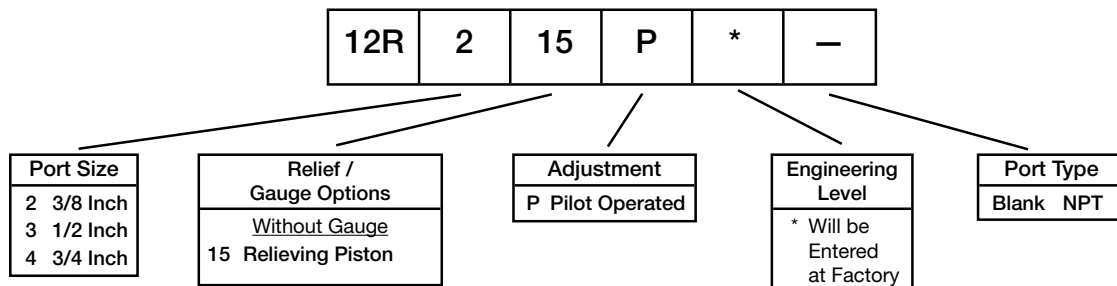 12R 2 15 P * —
Port Size
2 3/8 Inch
3 1/2 Inch
4 3/4 Inch
Relief /
Gauge Options
Without Gauge
15 Relieving Piston
Adjustment
P Pilot Operated
Engineering
Level
* Will be
Entered
at Factory
Port Type
Blank NPT